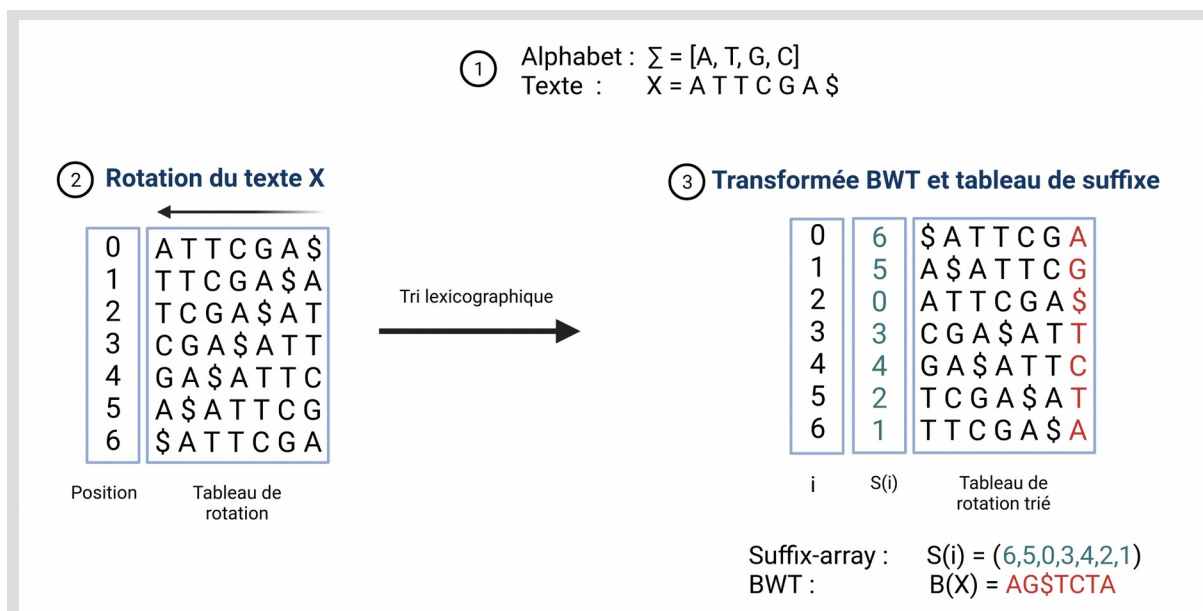 1
Alphabet : ∑ = [A, T, G, C]
Texte : X = A T T C G A $
2 Rotation du texte X
0 A T T C G A $
1 T T C G A $ A
2 T C G A $ A T
3 C G A $ A T T
4 G A $ A T T C
5 A $ A T T C G
6 $ A T T C G A
Position
Tableau de
rotation
Tri lexicographique
3 Transformée BWT et tableau de suffixe
0 6 $ A T T C G A
1 5 A $ A T T C G
2 0 A T T C G A $
3 3 C G A $ A T T
4 4 G A $ A T T C
5 2 T C G A $ A T
6 1 T T C G A $ A
i
S(i)
Tableau de
rotation trié
Suffix-array : S(i) = (6,5,0,3,4,2,1)
BWT : B(X) = AG$TCTA